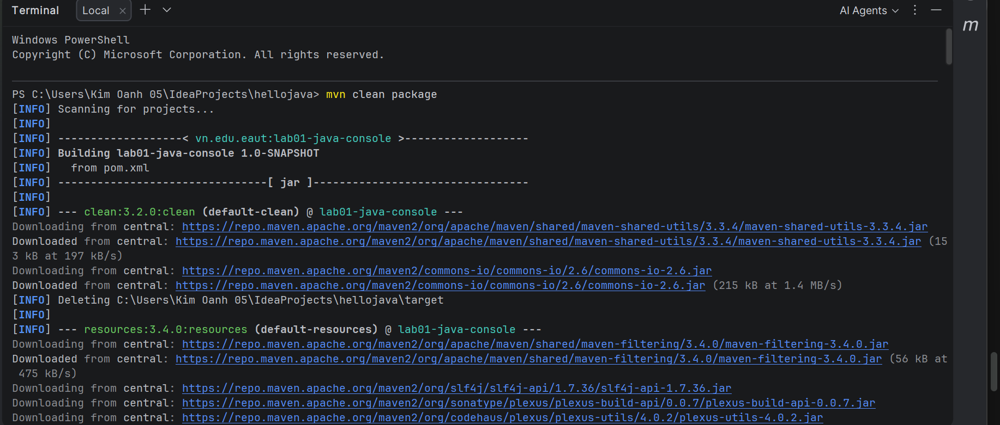 Terminal Local × + AI Agents
m
Windows PowerShell
Copyright (C) Microsoft Corporation. All rights reserved.
PS C:\Users\Kim Oanh 05\IdeaProjects\hellojava> mvn clean package
[INFO] Scanning for projects...
[INFO]
[INFO] -------------------< vn.edu.eaut:lab01-java-console >-------------------
[INFO] Building lab01-java-console 1.0-SNAPSHOT
[INFO]   from pom.xml
[INFO] --------------------------------[ jar ]---------------------------------
[INFO]
[INFO] --- clean:3.2.0:clean (default-clean) @ lab01-java-console ---
Downloading from central: https://repo.maven.apache.org/maven2/org/apache/maven/shared/maven-shared-utils/3.3.4/maven-shared-utils-3.3.4.jar
Downloaded from central: https://repo.maven.apache.org/maven2/org/apache/maven/shared/maven-shared-utils/3.3.4/maven-shared-utils-3.3.4.jar (15
3 kB at 197 kB/s)
Downloading from central: https://repo.maven.apache.org/maven2/commons-io/commons-io/2.6/commons-io-2.6.jar
Downloaded from central: https://repo.maven.apache.org/maven2/commons-io/commons-io/2.6/commons-io-2.6.jar (215 kB at 1.4 MB/s)
[INFO] Deleting C:\Users\Kim Oanh 05\IdeaProjects\hellojava\target
[INFO]
[INFO] --- resources:3.4.0:resources (default-resources) @ lab01-java-console ---
Downloading from central: https://repo.maven.apache.org/maven2/org/apache/maven/shared/maven-filtering/3.4.0/maven-filtering-3.4.0.jar
Downloaded from central: https://repo.maven.apache.org/maven2/org/apache/maven/shared/maven-filtering/3.4.0/maven-filtering-3.4.0.jar (56 kB at
 475 kB/s)
Downloading from central: https://repo.maven.apache.org/maven2/org/slf4j/slf4j-api/1.7.36/slf4j-api-1.7.36.jar
Downloading from central: https://repo.maven.apache.org/maven2/org/sonatype/plexus/plexus-build-api/0.0.7/plexus-build-api-0.0.7.jar
Downloading from central: https://repo.maven.apache.org/maven2/org/codehaus/plexus/plexus-utils/4.0.2/plexus-utils-4.0.2.jar